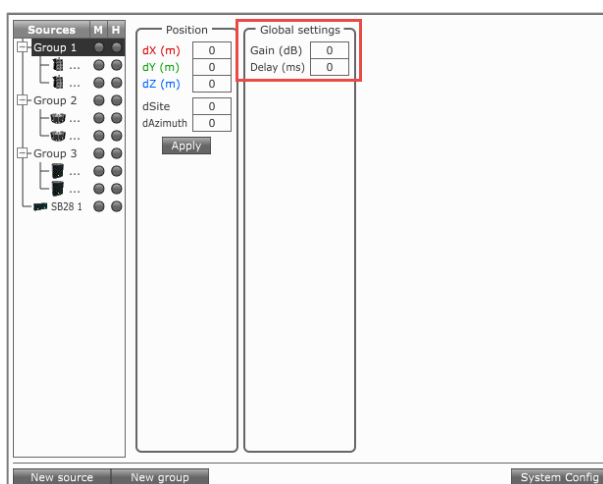 Sources M H
Group 1
...
...
Group 2
...
...
Group 3
...
...
SB28 1
Position
dX (m) 0
dY (m) 0
dZ (m) 0
dSite 0
dAzimuth 0
Apply
Global settings
Gain (dB) 0
Delay (ms) 0
New source New group System Config